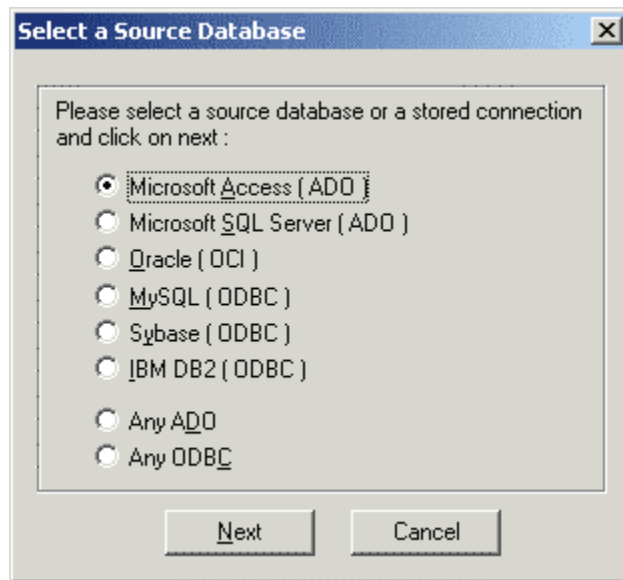 Select a Source Database
Please select a source database or a stored connection
and click on next :
Microsoft Access ( ADO )
Microsoft SQL Server ( ADO )
Oracle ( OCI )
MySQL ( ODBC )
Sybase ( ODBC )
IBM DB2 ( ODBC )
Any ADO
Any ODBC
Next Cancel